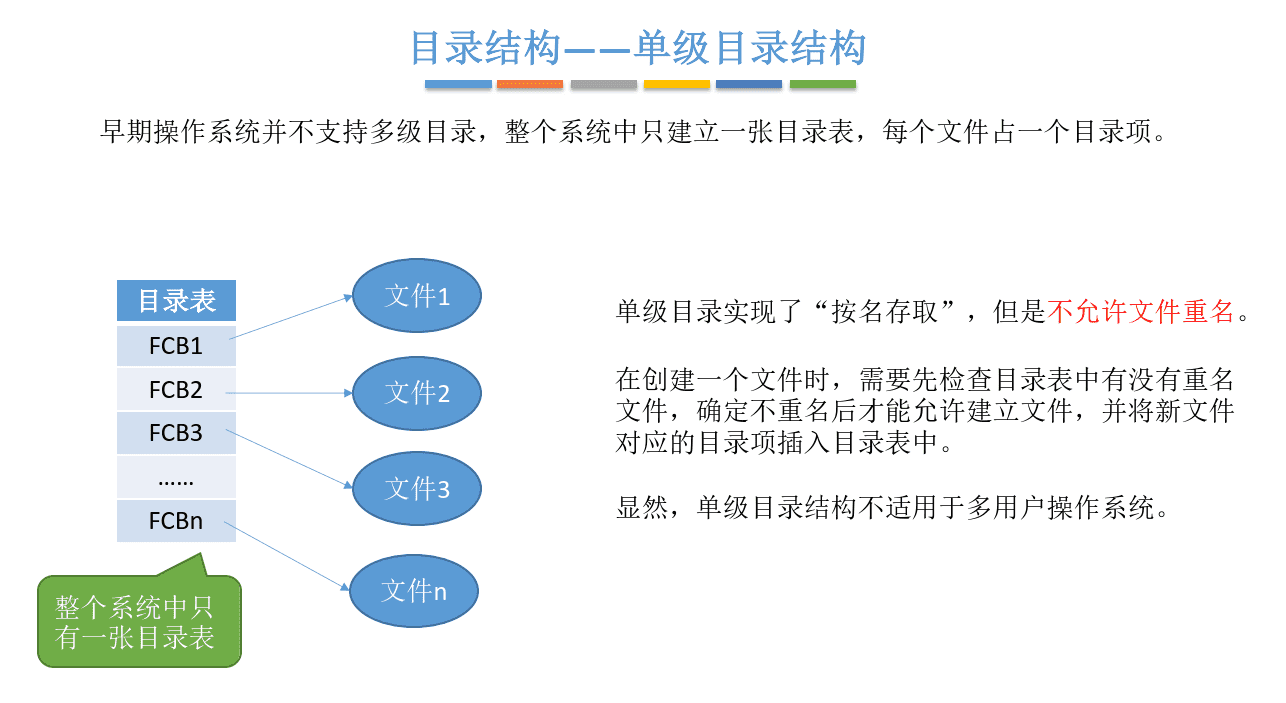 目录结构——单级目录结构
早期操作系统并不支持多级目录，整个系统中只建立一张目录表，每个文件占一个目录项。
目录表
FCB1
FCB2
FCB3
……
FCBn
文件1
文件2
文件3
文件n
整个系统中只
有一张目录表
单级目录实现了“按名存取”，但是不允许文件重名。
在创建一个文件时，需要先检查目录表中有没有重名
文件，确定不重名后才能允许建立文件，并将新文件
对应的目录项插入目录表中。
显然，单级目录结构不适用于多用户操作系统。